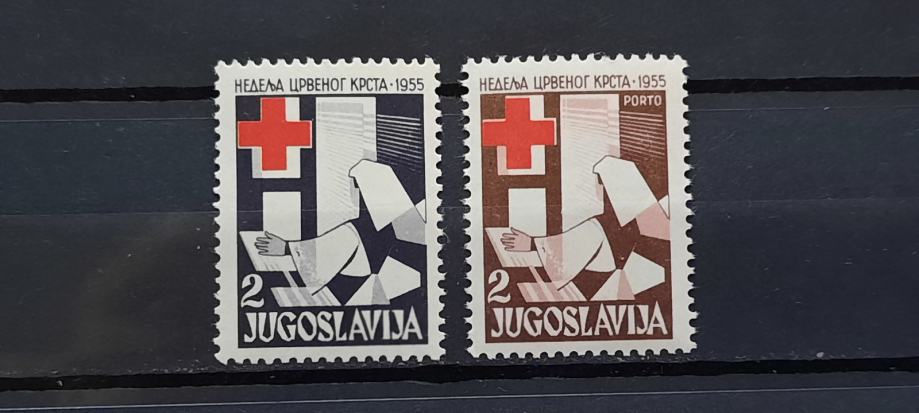 НЕДЕЉА ЦРВЕНОГ КРСТА · 1955
2
JUGOSLAVIJA
НЕДЕЉА ЦРВЕНОГ КРСТА · 1955
PORTO
2
JUGOSLAVIJA